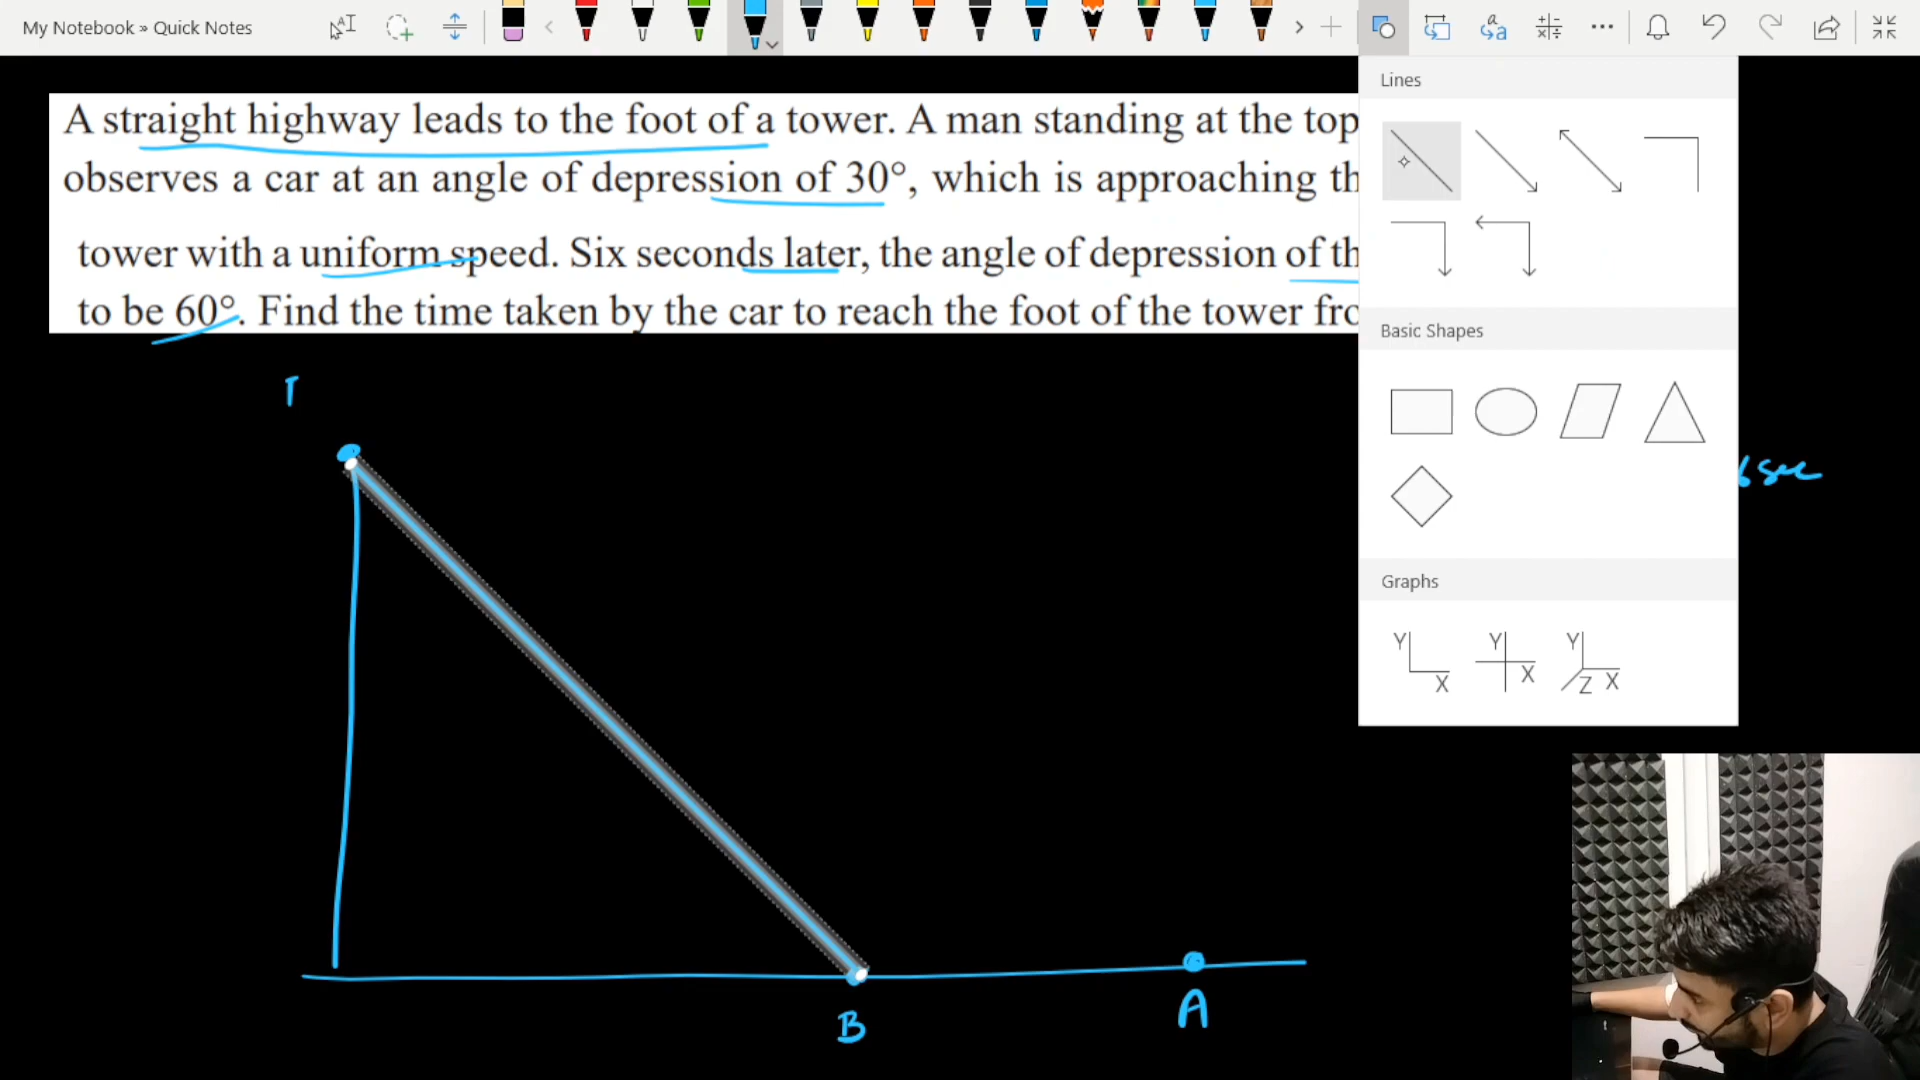 My Notebook » Quick Notes
A straight highway leads to the foot of a tower. A man standing at the top
observes a car at an angle of depression of 30°, which is approaching th
tower with a uniform speed. Six seconds later, the angle of depression of th
to be 60°. Find the time taken by the car to reach the foot of the tower fro
Lines
Basic Shapes
Graphs
Y X
Y X
Y Z X
6 sec
B
A